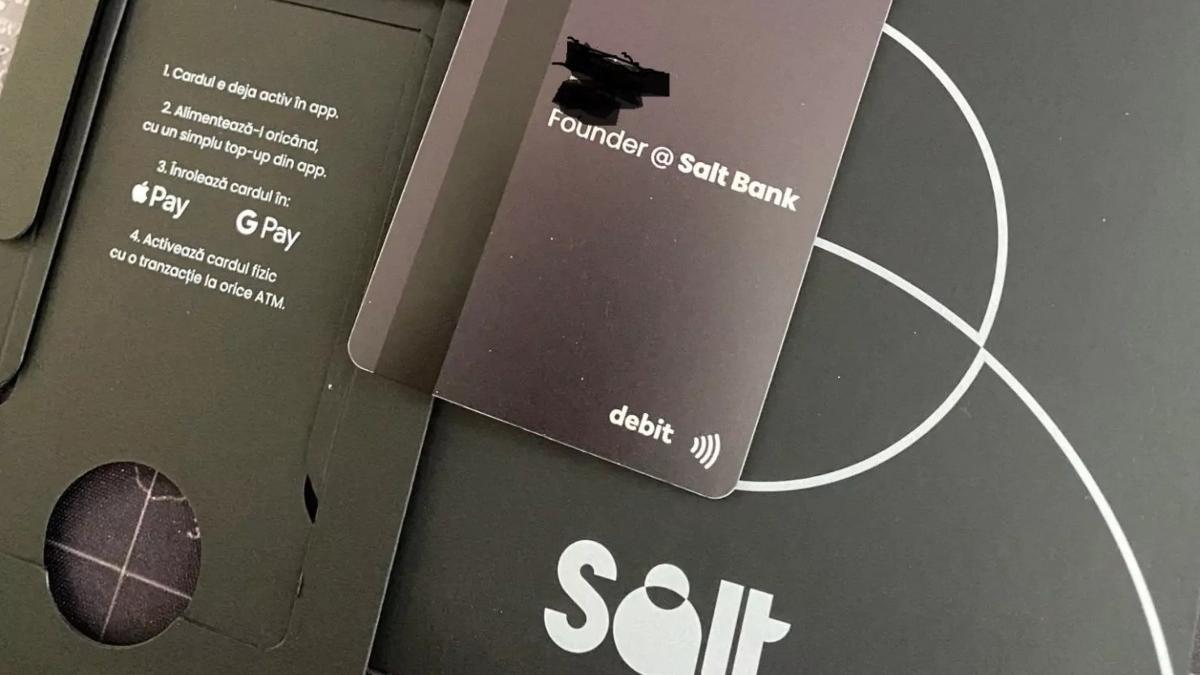 1. Cardul e deja activ în app.
2. Alimentează-l oricând,
cu un simplu top-up din app.
3. Înrolează cardul în:
Pay
G Pay
4. Activează cardul fizic
cu o tranzacție la orice ATM.
Founder @ Salt Bank
debit
Salt